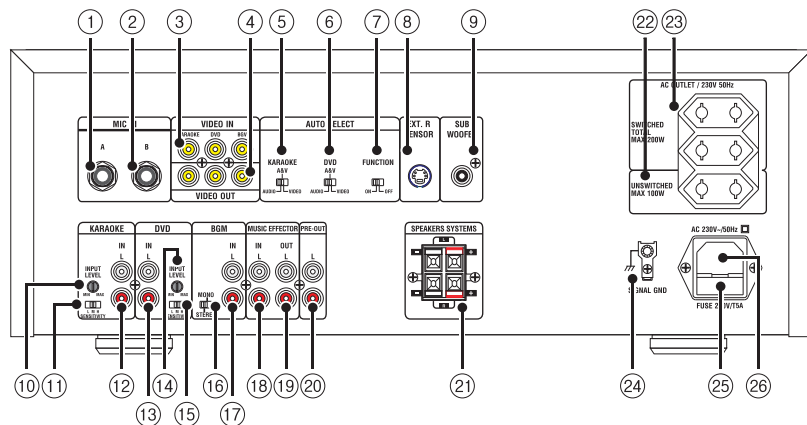 1 2 3 4 5 6 7 8 9 22 23
AC OUTLET / 230V 50Hz
MIC IN
VIDEO IN
AUTO SELECT
EXT. R
SENSOR
SUB
WOOFER
A B
KARAOKE DVD BGV
VIDEO OUT
KARAOKE
A&V
AUDIO VIDEO
DVD
A&V
AUDIO VIDEO
FUNCTION
ON OFF
SWITCHED
TOTAL
MAX 200W
UNSWITCHED
MAX 100W
KARAOKE
DVD
BGM
MUSIC EFFECTOR
PRE-OUT
SPEAKERS SYSTEMS
AC 230V~/50Hz
IN IN IN IN OUT
L L L L L L
INPUT
LEVEL
MIN MAX
L M H
SENSITIVITY
INPUT
LEVEL
MIN MAX
L M H
SENSITIVITY
MONO
STEREO
SIGNAL GND
FUSE 250V/T5A
10 11 12 13 14 15 16 17 18 19 20 21 24 25 26